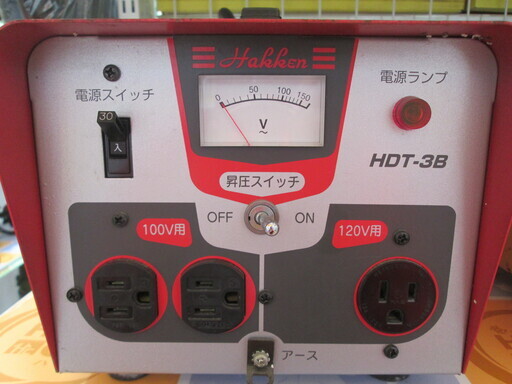 Hakken
電源スイッチ
電源ランプ
0 50 100 150
V
~
30
入
HDT-3B
昇圧スイッチ
OFF ON
100V用
120V用
アース